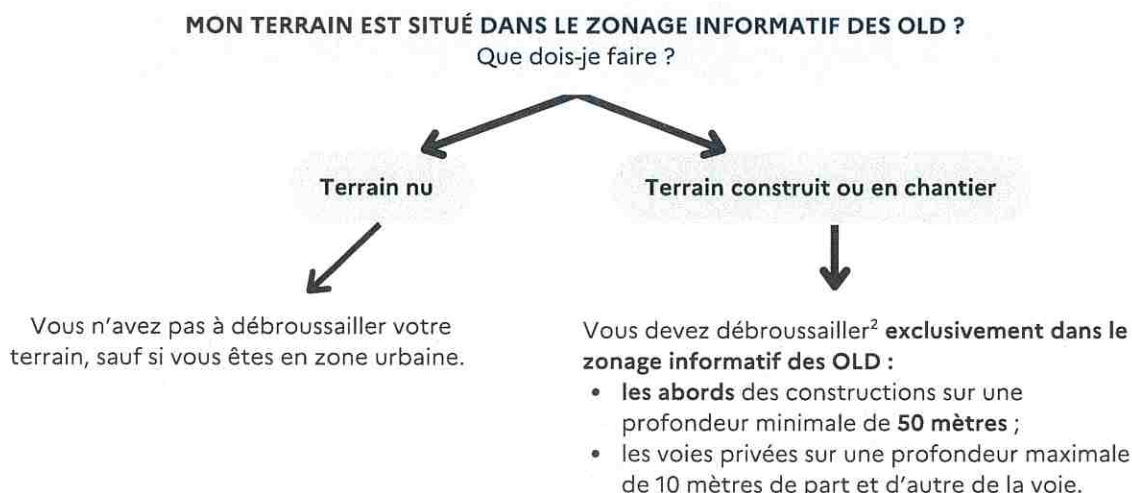 MON TERRAIN EST SITUÉ DANS LE ZONAGE INFORMATIF DES OLD ?
Que dois-je faire ?
Terrain nu
Terrain construit ou en chantier
Vous n'avez pas à débroussailler votre
terrain, sauf si vous êtes en zone urbaine.
Vous devez débroussailler² exclusivement dans le
zonage informatif des OLD :
• les abords des constructions sur une
profondeur minimale de 50 mètres ;
• les voies privées sur une profondeur maximale
de 10 mètres de part et d'autre de la voie.